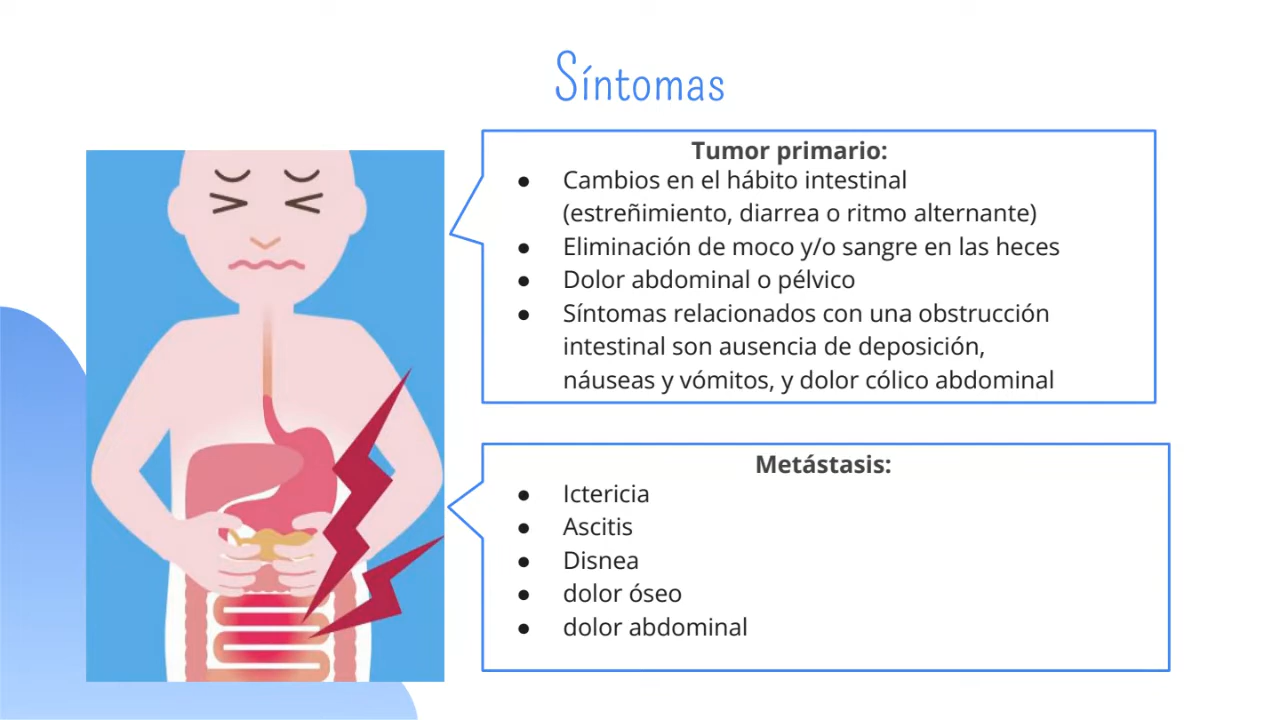 Síntomas
Tumor primario:
● Cambios en el hábito intestinal
(estreñimiento, diarrea o ritmo alternante)
● Eliminación de moco y/o sangre en las heces
● Dolor abdominal o pélvico
● Síntomas relacionados con una obstrucción
intestinal son ausencia de deposición,
náuseas y vómitos, y dolor cólico abdominal
Metástasis:
● Ictericia
● Ascitis
● Disnea
● dolor óseo
● dolor abdominal